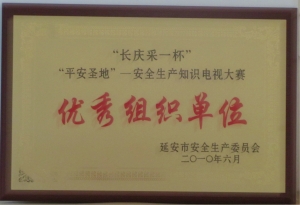 “长庆采一杯”
“平安圣地”—安全生产知识电视大赛
优秀组织单位
延安市安全生产委员会
二〇一〇年六月